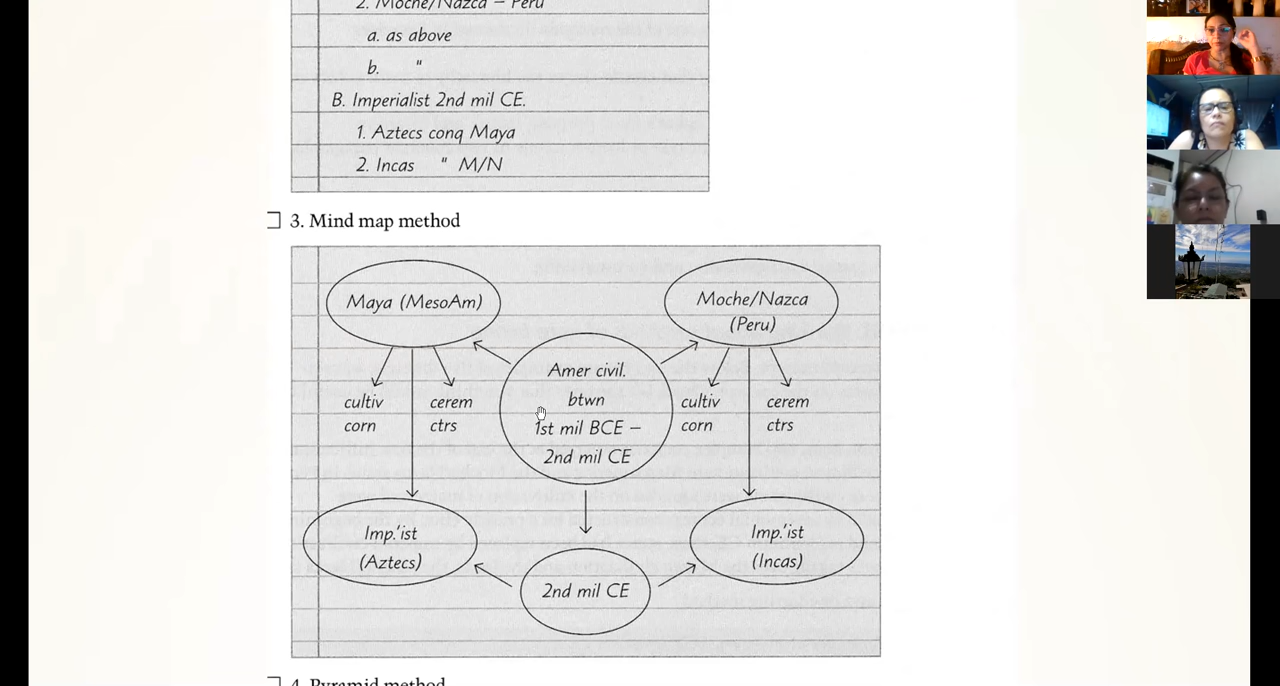 2. Moche/Nazca – Peru
a. as above
b. "
B. Imperialist 2nd mil CE.
1. Aztecs conq Maya
2. Incas " M/N
3. Mind map method
Maya (MesoAm)
Moche/Nazca
(Peru)
Amer civil.
btwn
1st mil BCE –
2nd mil CE
cultiv
corn
cerem
ctrs
cultiv
corn
cerem
ctrs
Imp.'ist
(Aztecs)
Imp.'ist
(Incas)
2nd mil CE
4. Pyramid method